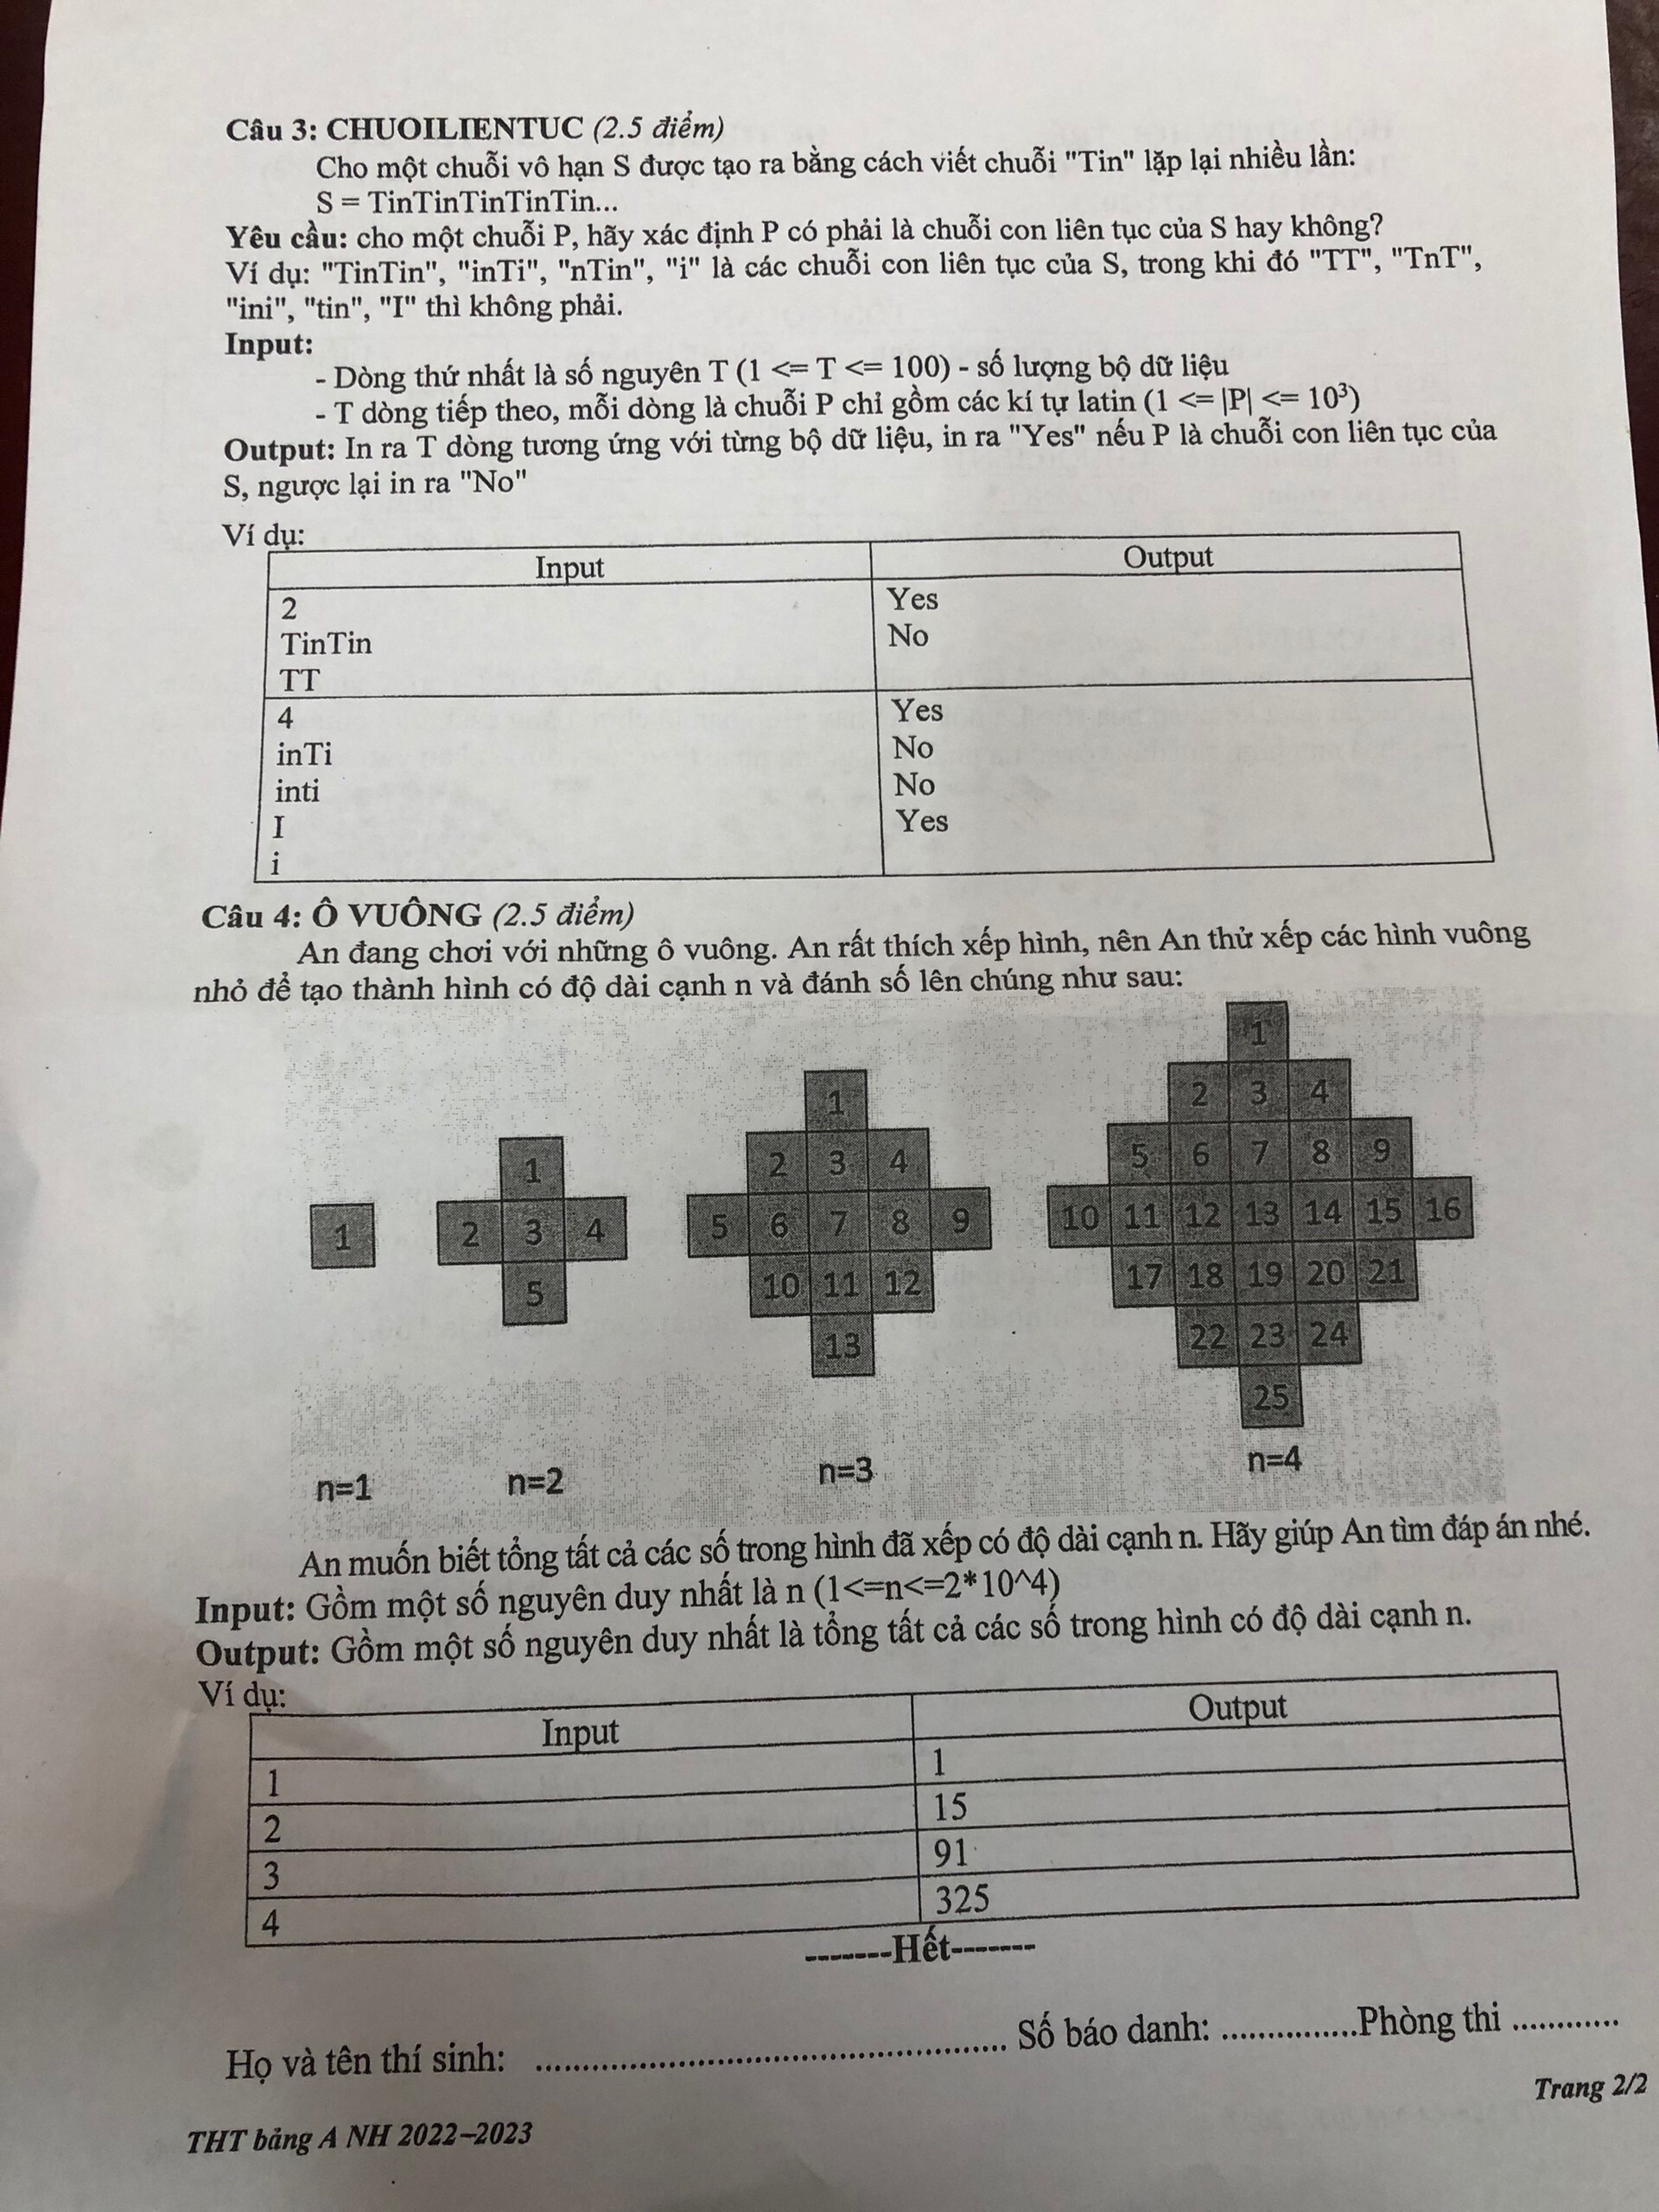 Câu 3: CHUOILIENTUC (2.5 điểm)
Cho một chuỗi vô hạn S được tạo ra bằng cách viết chuỗi "Tin" lặp lại nhiều lần:
S = TinTinTinTinTin...
Yêu cầu: cho một chuỗi P, hãy xác định P có phải là chuỗi con liên tục của S hay không?
Ví dụ: "TinTin", "inTi", "nTin", "i" là các chuỗi con liên tục của S, trong khi đó "TT", "TnT",
"ini", "tin", "I" thì không phải.
Input:
- Dòng thứ nhất là số nguyên T (1 <= T <= 100) - số lượng bộ dữ liệu
- T dòng tiếp theo, mỗi dòng là chuỗi P chỉ gồm các kí tự latin (1 <= |P| <= 10³)
Output: In ra T dòng tương ứng với từng bộ dữ liệu, in ra "Yes" nếu P là chuỗi con liên tục của
S, ngược lại in ra "No"
Ví dụ:
Input Output
2 Yes
TinTin No
TT
4 Yes
inTi No
inti No
I Yes
i
Câu 4: Ô VUÔNG (2.5 điểm)
An đang chơi với những ô vuông. An rất thích xếp hình, nên An thử xếp các hình vuông
nhỏ để tạo thành hình có độ dài cạnh n và đánh số lên chúng như sau:
1
1
2 3 4
5
1
2 3 4
5 6 7 8 9
10 11 12
13
1
2 3 4
5 6 7 8 9
10 11 12 13 14 15 16
17 18 19 20 21
22 23 24
25
n=1 n=2 n=3 n=4
An muốn biết tổng tất cả các số trong hình đã xếp có độ dài cạnh n. Hãy giúp An tìm đáp án nhé.
Input: Gồm một số nguyên duy nhất là n (1<=n<=2*10^4)
Output: Gồm một số nguyên duy nhất là tổng tất cả các số trong hình có độ dài cạnh n.
Ví dụ:
Input Output
1 1
2 15
3 91
4 325
-------Hết-------
Họ và tên thí sinh: .................................................. Số báo danh: ...............Phòng thi ............
Trang 2/2
THT bảng A NH 2022–2023